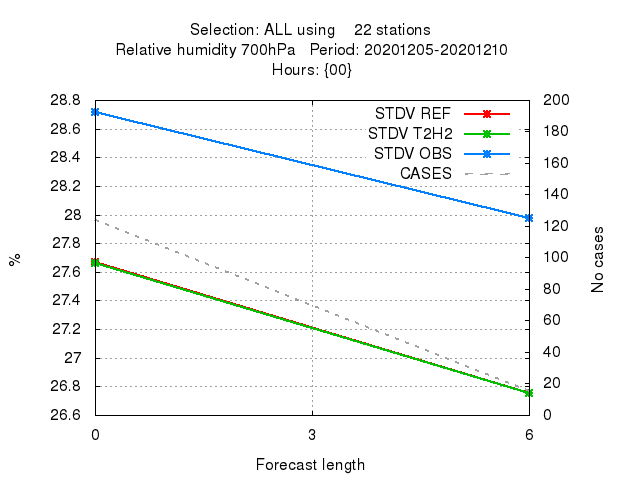 Selection: ALL using    22 stations
Relative humidity 700hPa   Period: 20201205-20201210
Hours: {00}
28.8
28.6
28.4
28.2
28
27.8
27.6
27.4
27.2
27
26.8
26.6
%
STDV REF
STDV T2H2
STDV OBS
CASES
200
180
160
140
120
100
80
60
40
20
0
No cases
0 3 6
Forecast length